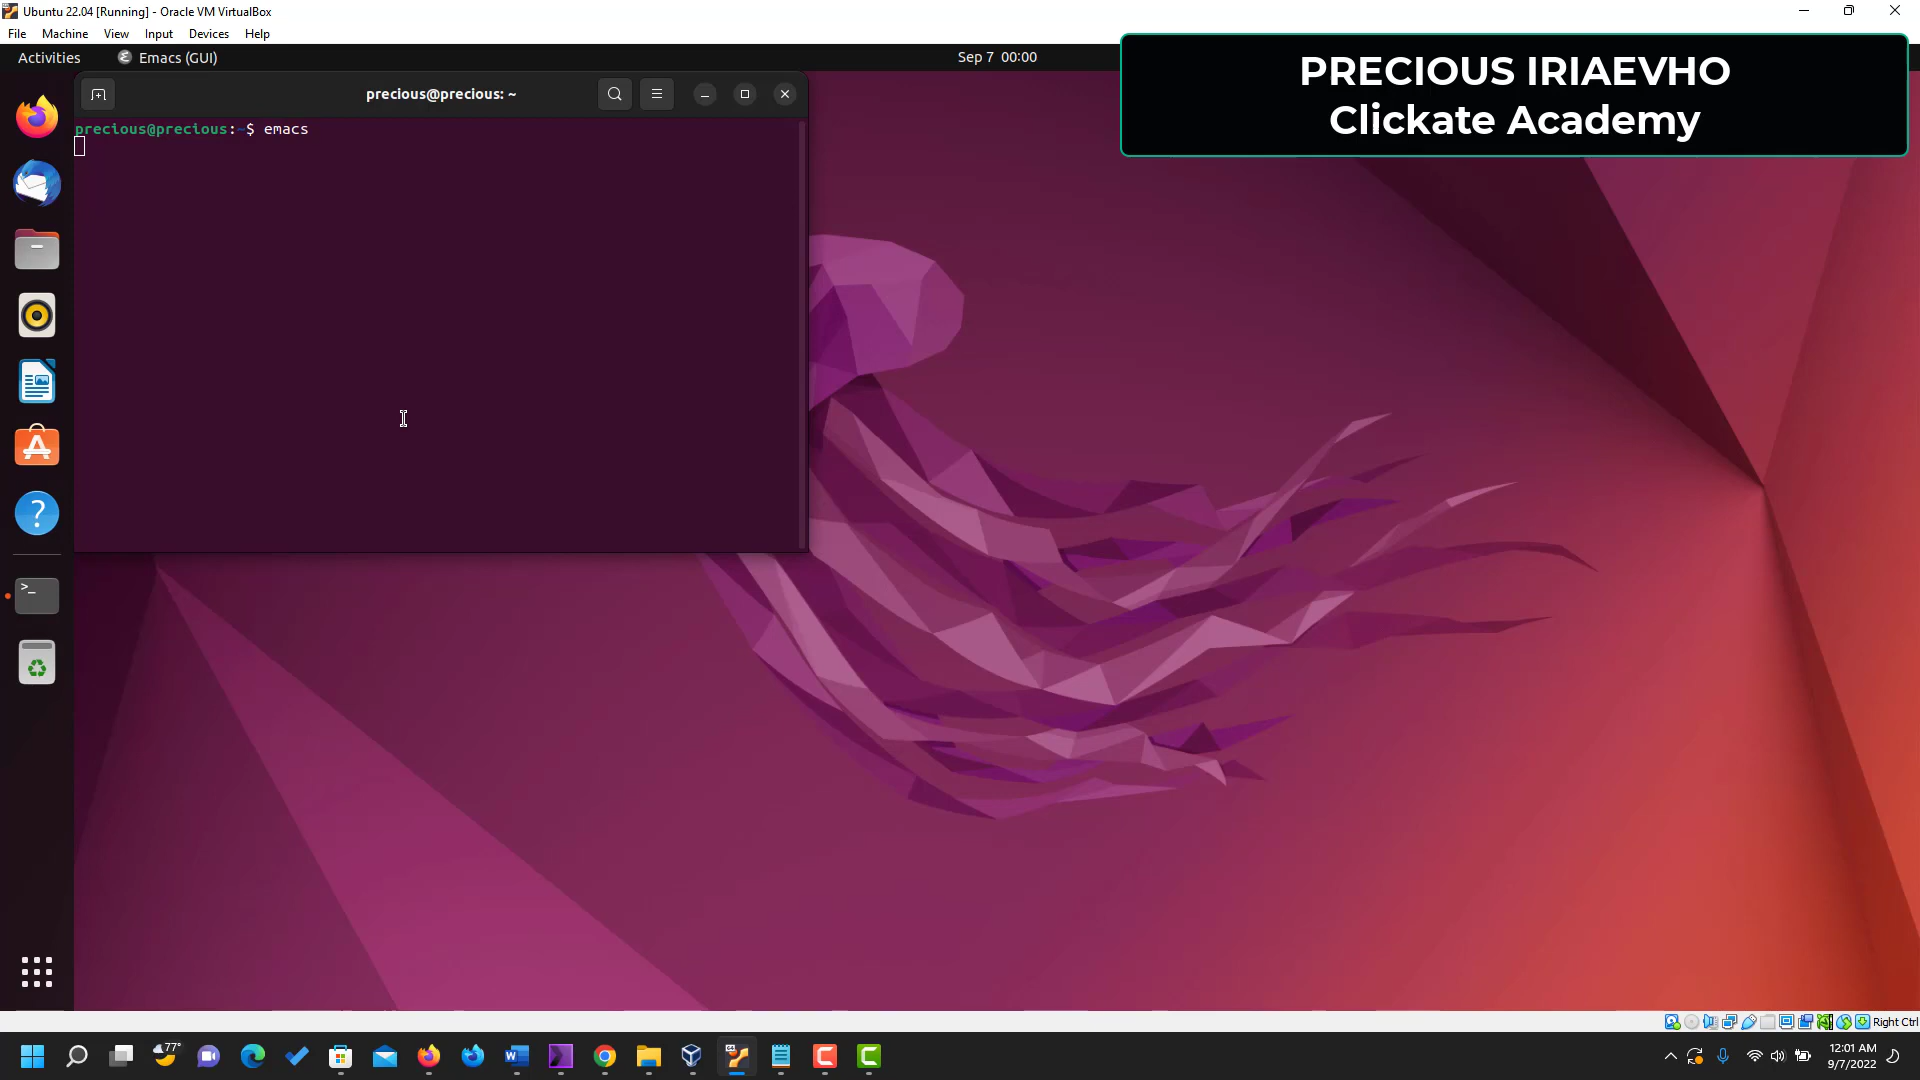 Ubuntu 22.04 [Running] - Oracle VM VirtualBox
File Machine View Input Devices Help
Activities Emacs (GUI) Sep 7 00:00
PRECIOUS IRIAEVHO
Clickate Academy
precious@precious: ~
precious@precious:~$ emacs
>_
Right Ctrl
77°
12:01 AM
9/7/2022